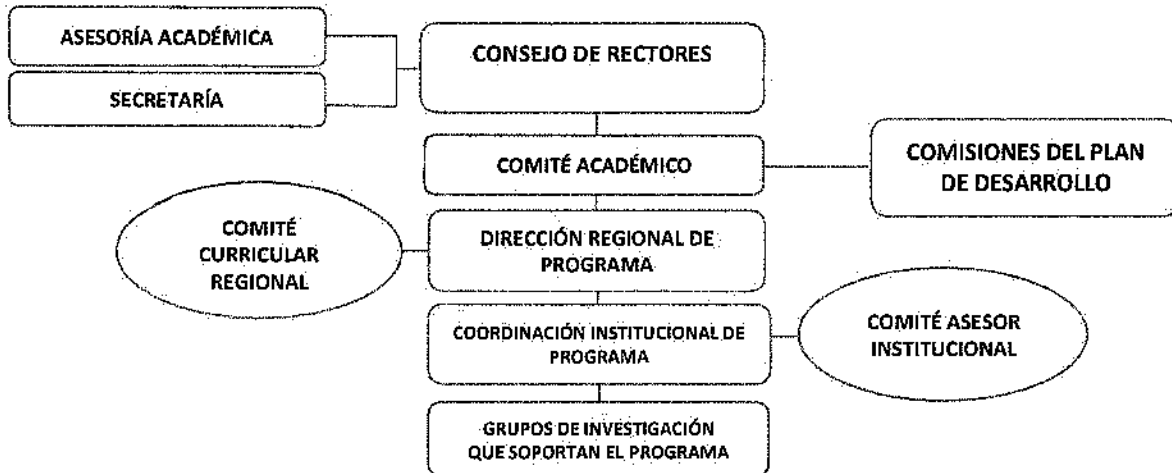 ASESORÍA ACADÉMICA
SECRETARÍA
CONSEJO DE RECTORES
COMITÉ ACADÉMICO
COMISIONES DEL PLAN
DE DESARROLLO
COMITÉ
CURRICULAR
REGIONAL
DIRECCIÓN REGIONAL DE
PROGRAMA
COORDINACIÓN INSTITUCIONAL DE
PROGRAMA
COMITÉ ASESOR
INSTITUCIONAL
GRUPOS DE INVESTIGACIÓN
QUE SOPORTAN EL PROGRAMA